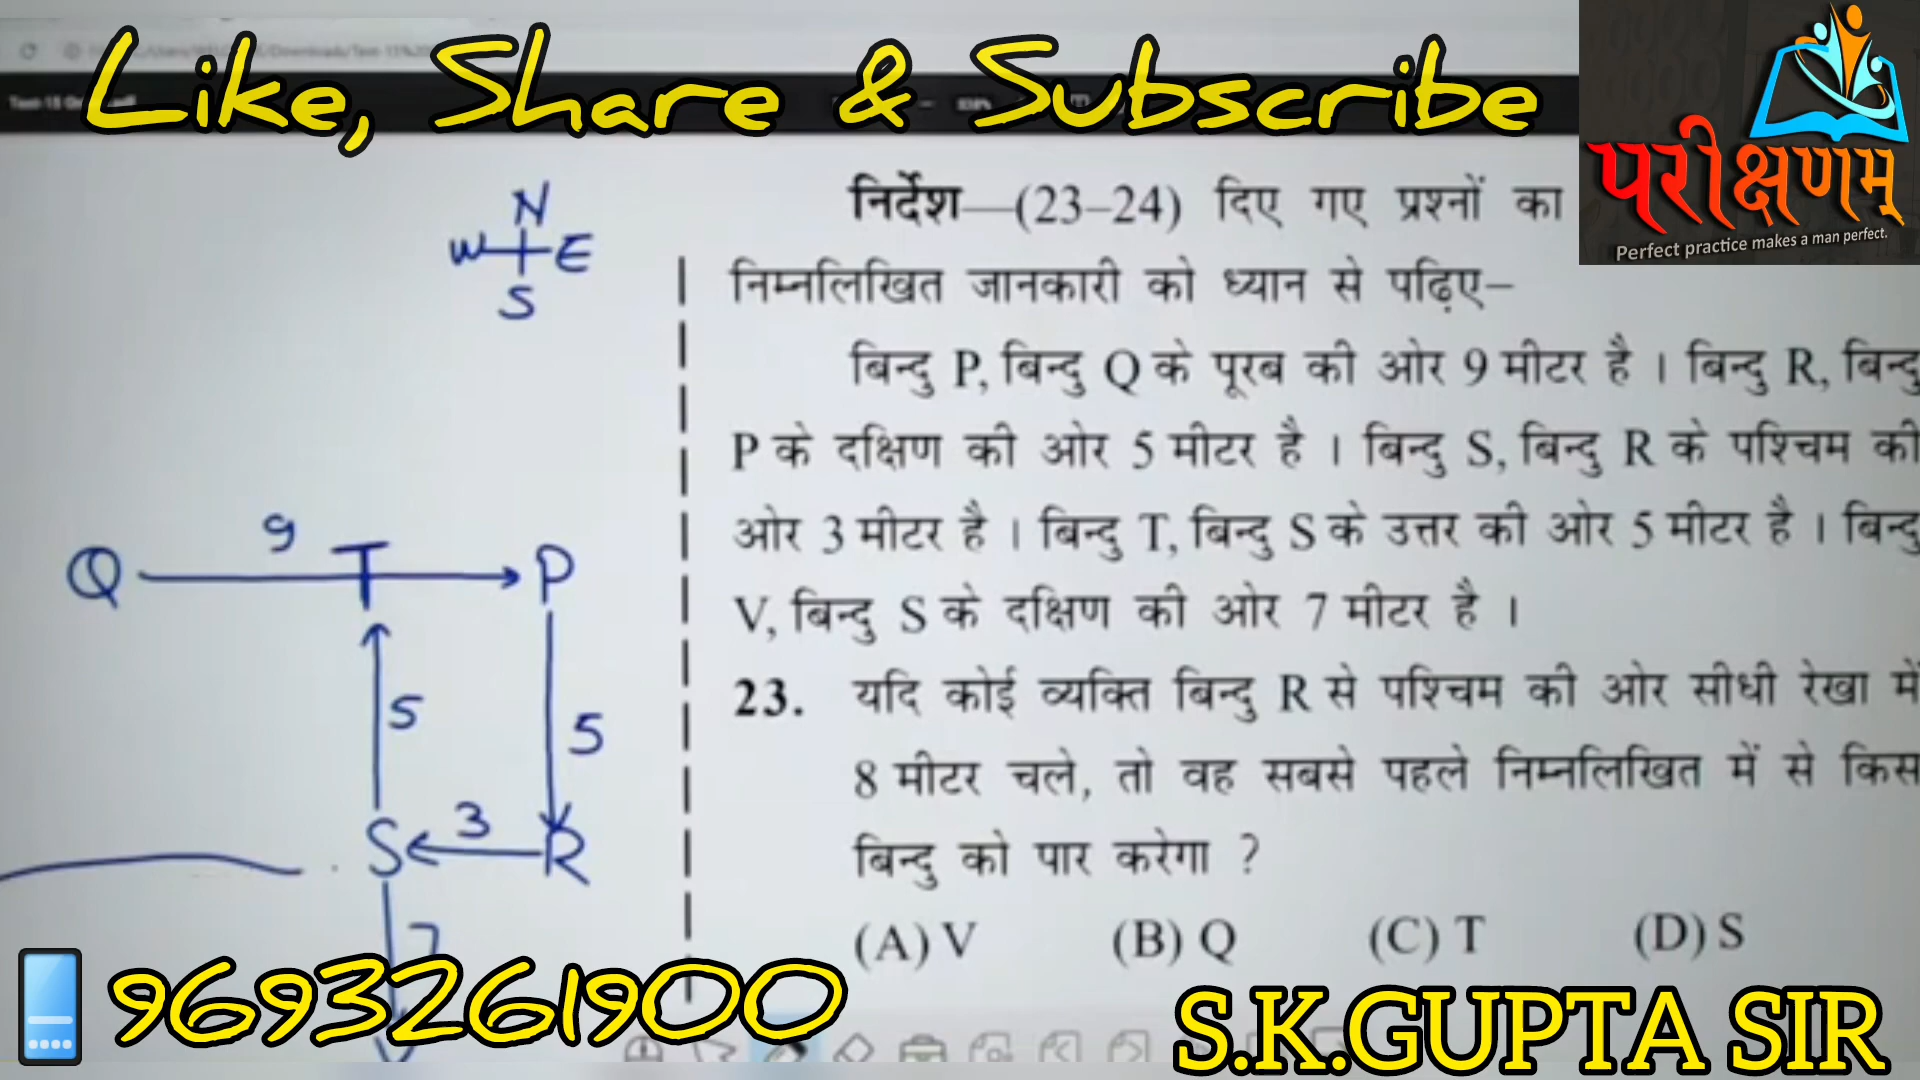 Like, Share & Subscribe
परीक्षणम्
Perfect practice makes a man perfect.
N
W E
S
निर्देश—(23–24) दिए गए प्रश्नों का
निम्नलिखित जानकारी को ध्यान से पढ़िए–
बिन्दु P, बिन्दु Q के पूरब की ओर 9 मीटर है । बिन्दु R, बिन्दु
P के दक्षिण की ओर 5 मीटर है । बिन्दु S, बिन्दु R के पश्चिम की
ओर 3 मीटर है । बिन्दु T, बिन्दु S के उत्तर की ओर 5 मीटर है । बिन्दु
V, बिन्दु S के दक्षिण की ओर 7 मीटर है ।
23. यदि कोई व्यक्ति बिन्दु R से पश्चिम की ओर सीधी रेखा में
8 मीटर चले, तो वह सबसे पहले निम्नलिखित में से किस
बिन्दु को पार करेगा ?
(A) V (B) Q (C) T (D) S
9
Q T P
5 5
S 3 R
7
V
9693261900
S.K.GUPTA SIR